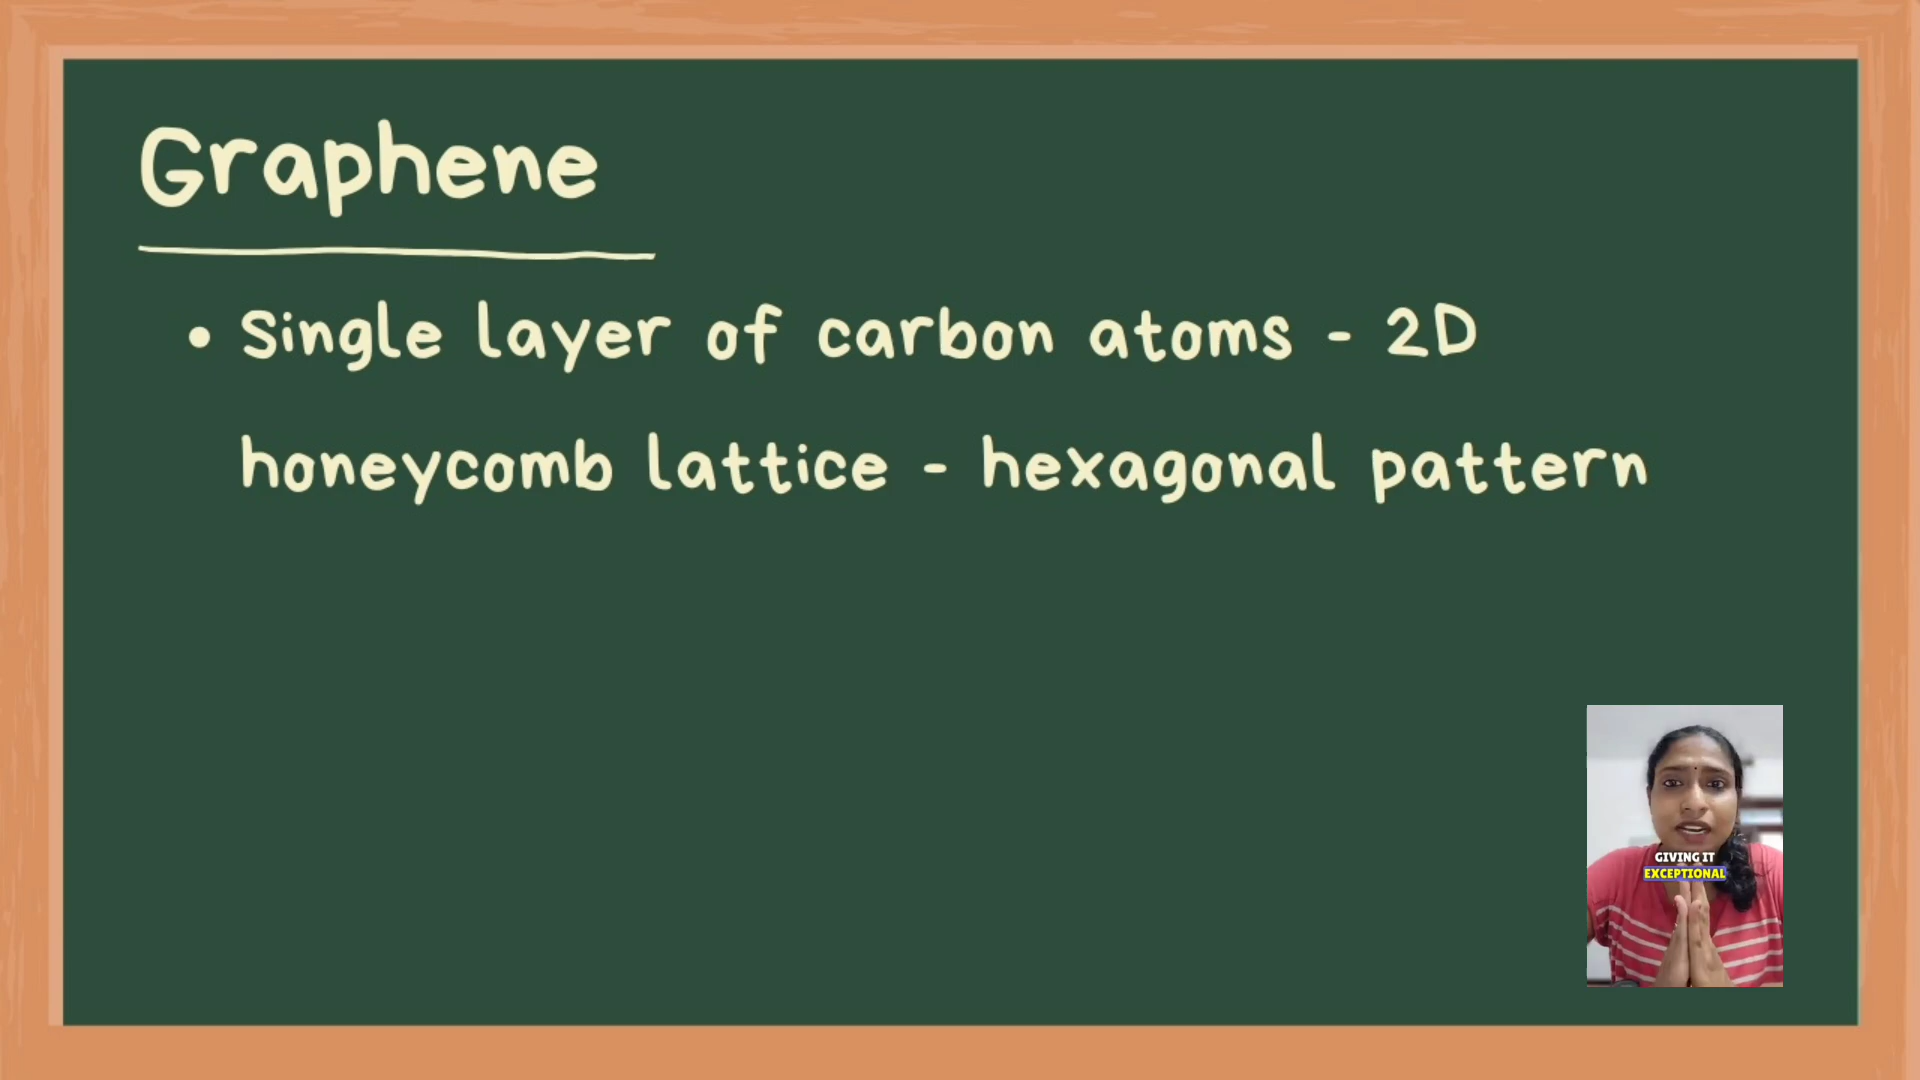 Graphene
• Single layer of carbon atoms - 2D
honeycomb lattice - hexagonal pattern
GIVING IT
EXCEPTIONAL